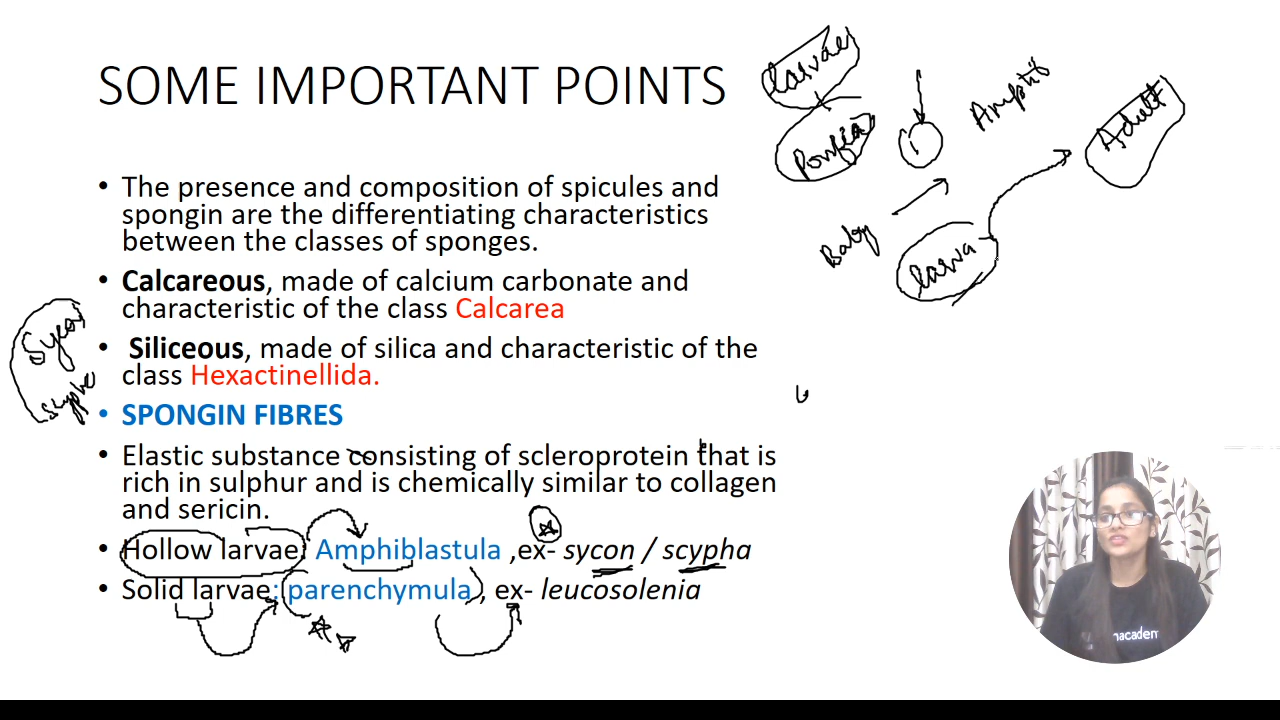 SOME IMPORTANT POINTS
• The presence and composition of spicules and
spongin are the differentiating characteristics
between the classes of sponges.
• Calcareous, made of calcium carbonate and
characteristic of the class Calcarea
• Siliceous, made of silica and characteristic of the
class Hexactinellida.
• SPONGIN FIBRES
• Elastic substance consisting of scleroprotein that is
rich in sulphur and is chemically similar to collagen
and sericin.
• Hollow larvae; Amphiblastula ,ex- sycon / scypha
• Solid larvae: parenchymula , ex- leucosolenia
larvae
Porifera
Amphi
Adult
Baby
larva
Sycon
Scypha
nacadem